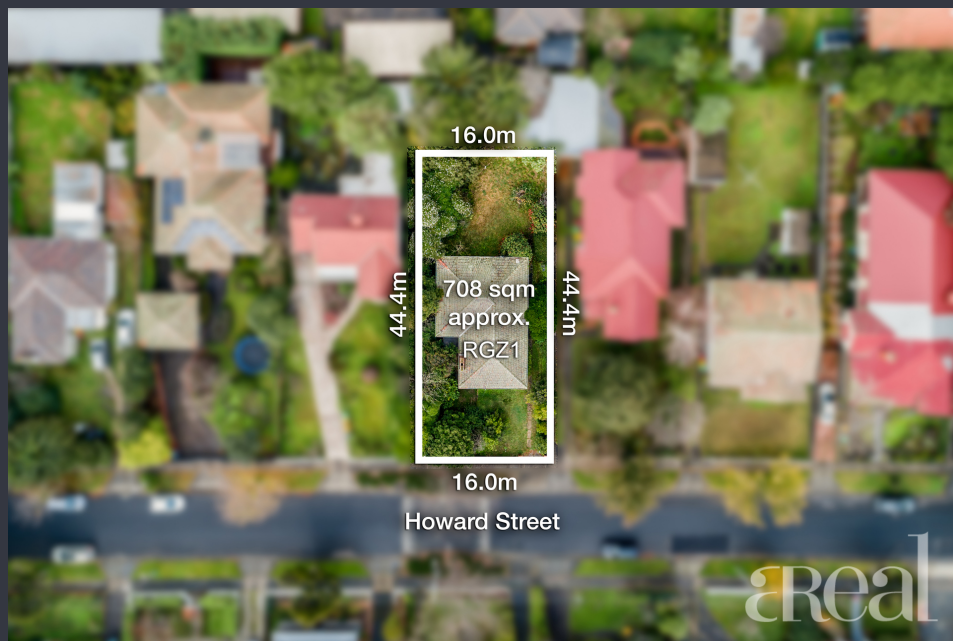 16.0m
44.4m
708 sqm
approx.
RGZ1
44.4m
16.0m
Howard Street
aReal